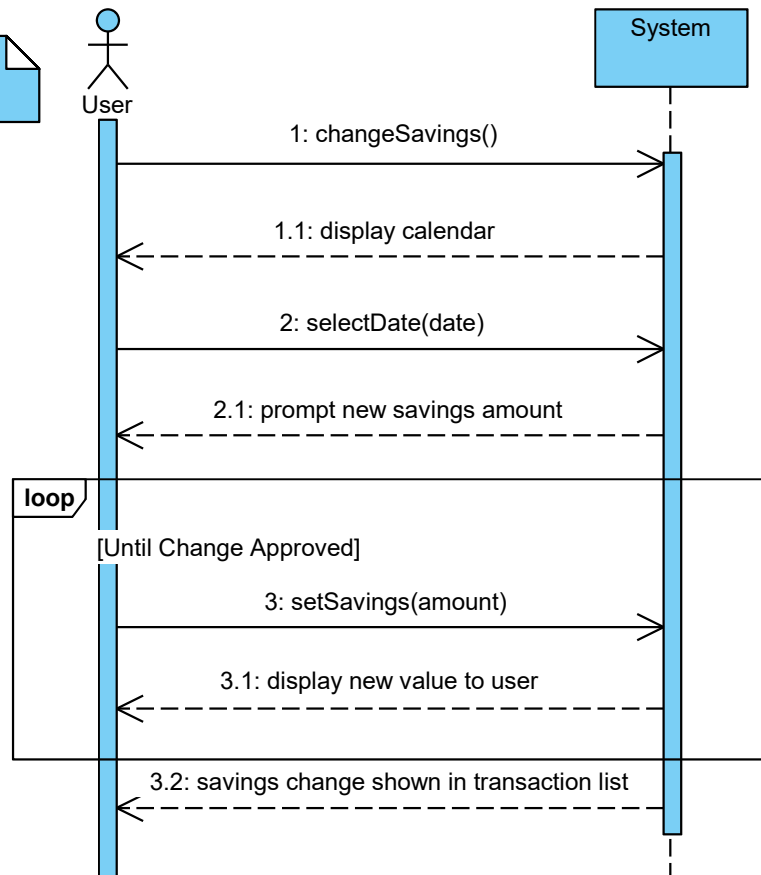 System
User
1: changeSavings()
1.1: display calendar
2: selectDate(date)
2.1: prompt new savings amount
loop
[Until Change Approved]
3: setSavings(amount)
3.1: display new value to user
3.2: savings change shown in transaction list